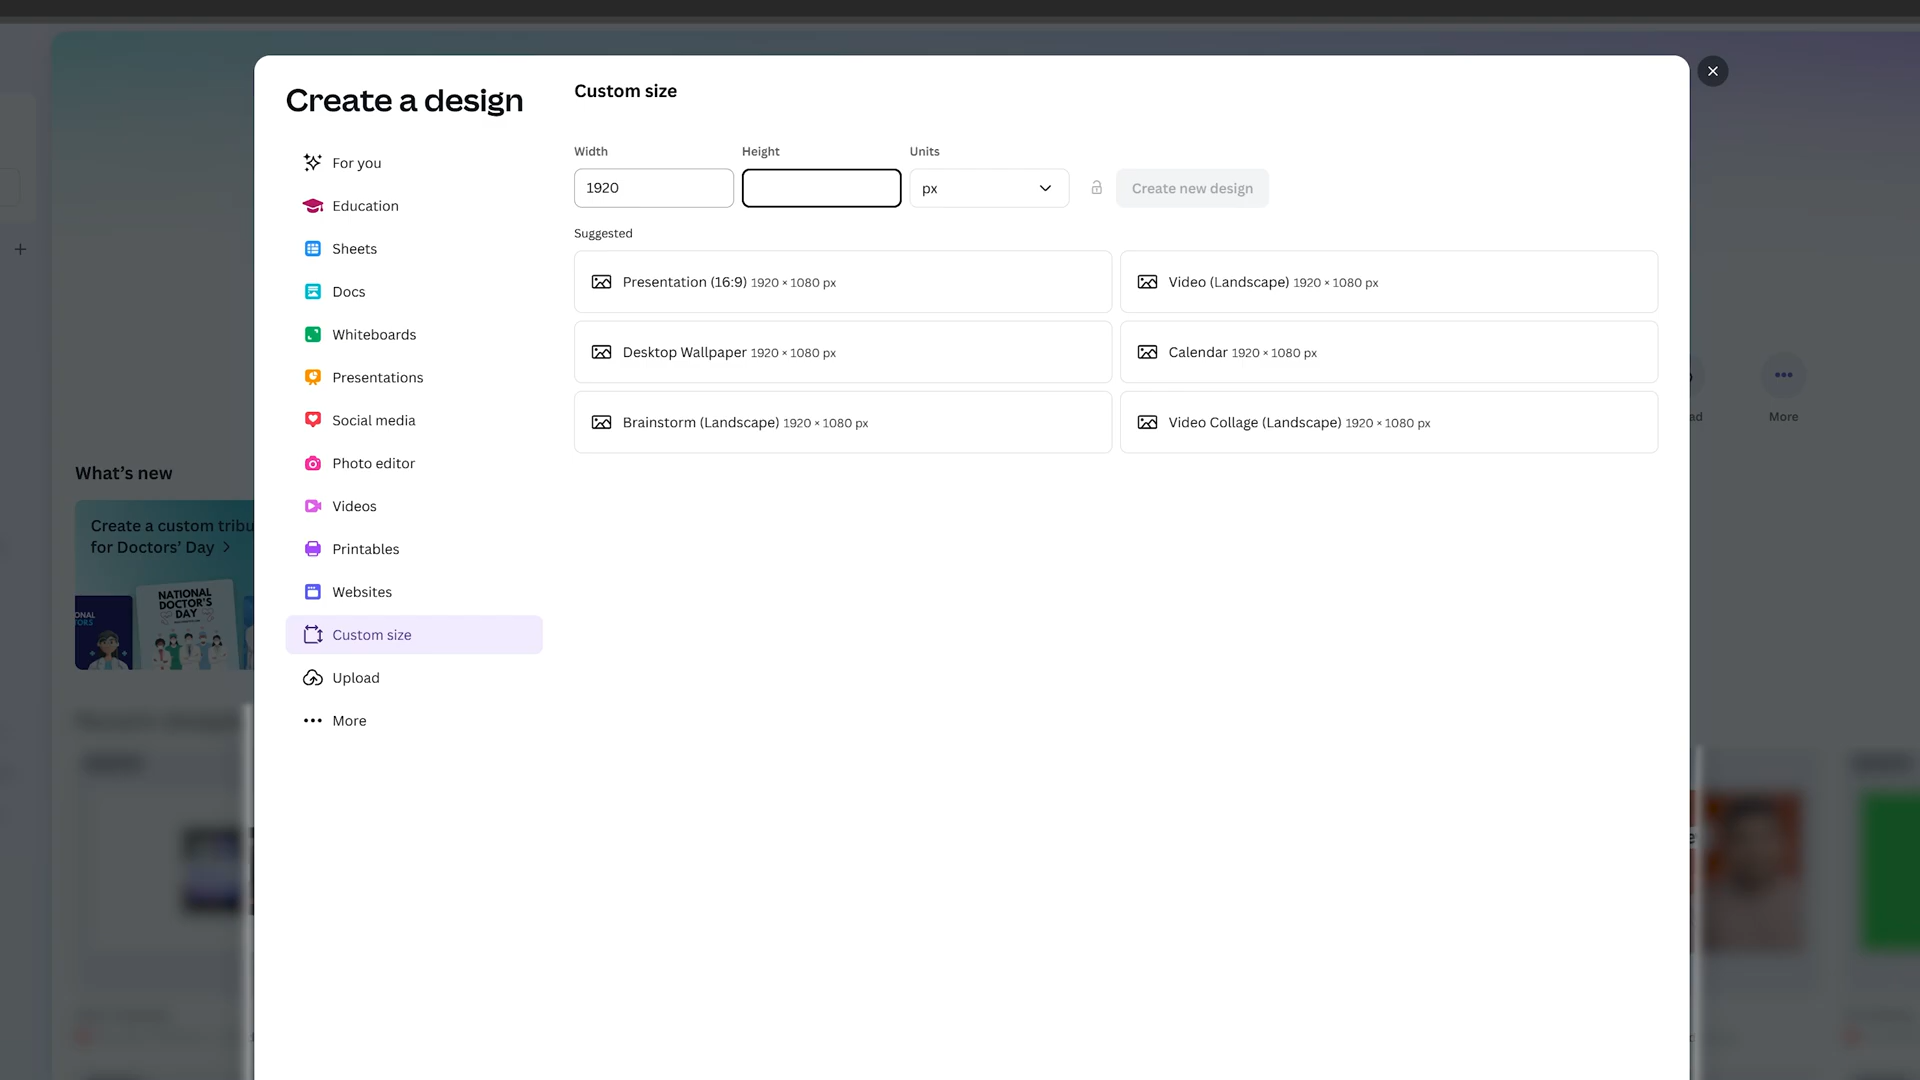 Create a design
For you
Education
Sheets
Docs
Whiteboards
Presentations
Social media
Photo editor
Videos
Printables
Websites
Custom size
Upload
More
Custom size
Width
Height
Units
1920
px
Create new design
Suggested
Presentation (16:9) 1920 × 1080 px
Video (Landscape) 1920 × 1080 px
Desktop Wallpaper 1920 × 1080 px
Calendar 1920 × 1080 px
Brainstorm (Landscape) 1920 × 1080 px
Video Collage (Landscape) 1920 × 1080 px
More
What's new
Create a custom tribu
for Doctors' Day
NATIONAL
DOCTOR'S
DAY